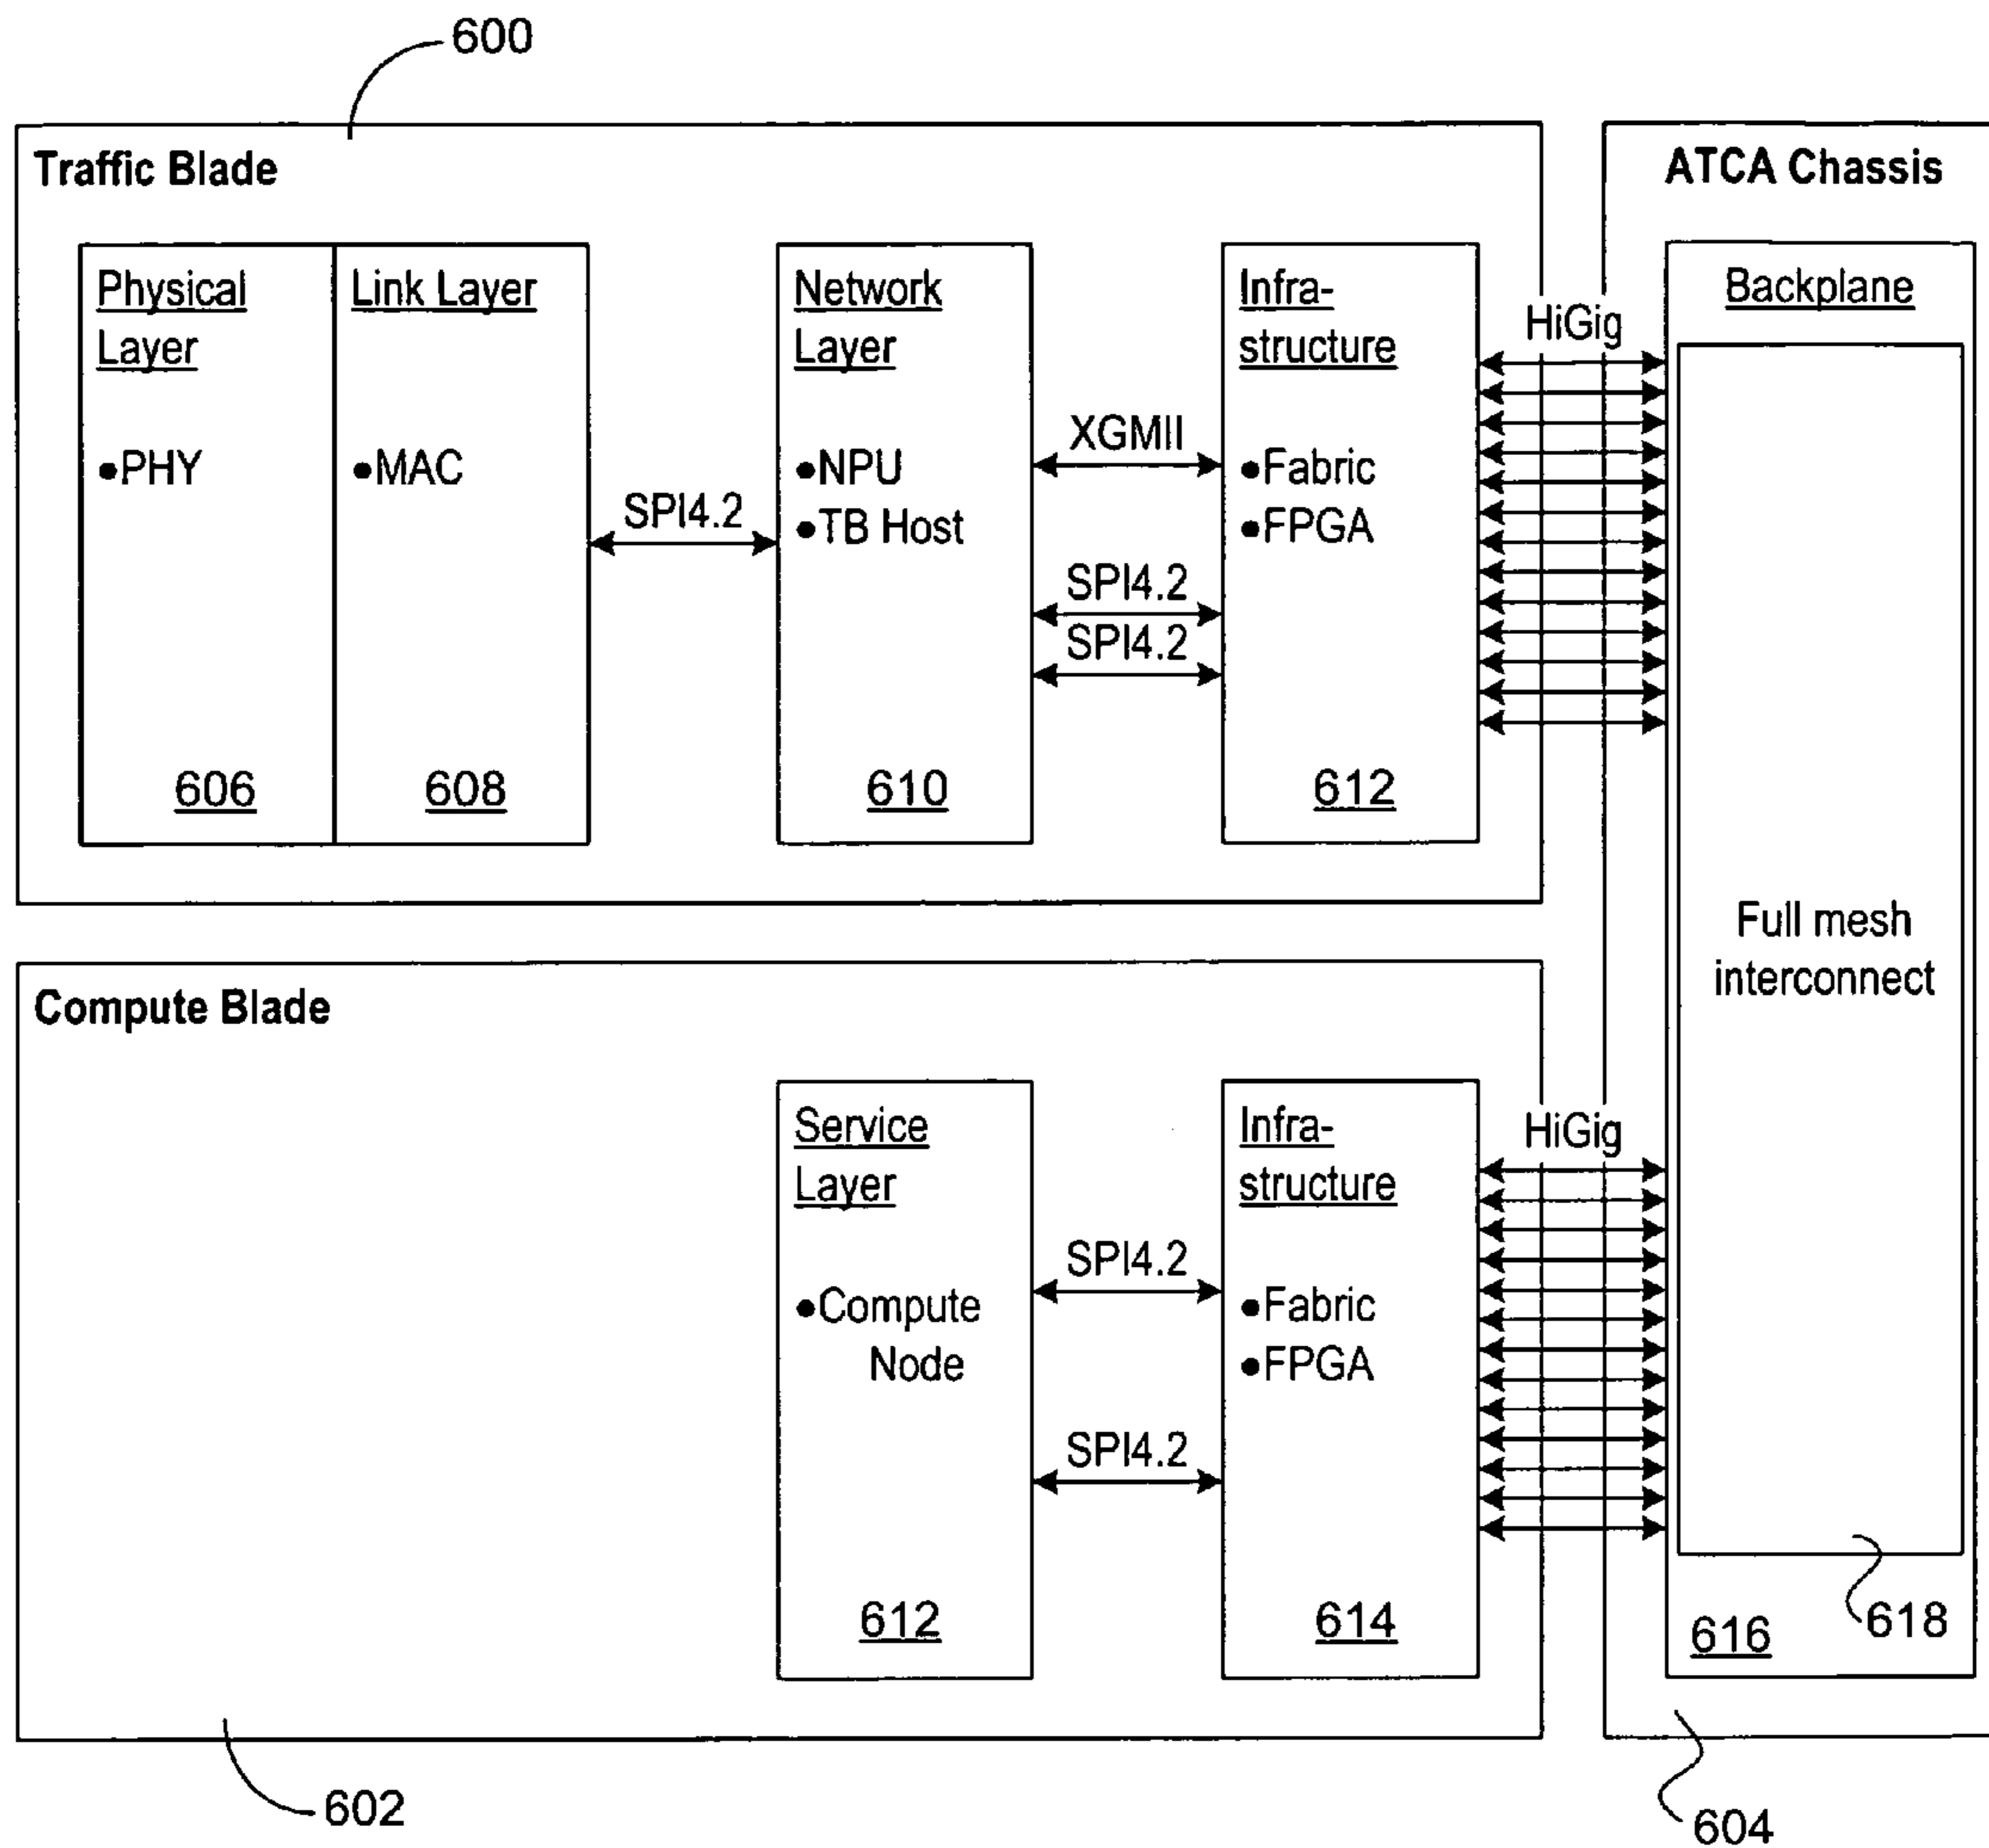 600
Traffic Blade
Physical
Layer
•PHY
606
Link Layer
•MAC
608
SPI4.2
Network
Layer
•NPU
•TB Host
610
XGMII
SPI4.2
SPI4.2
Infra-
structure
•Fabric
•FPGA
612
HiGig
ATCA Chassis
Backplane
Full mesh
interconnect
618
616
604
Compute Blade
Service
Layer
•Compute
Node
612
SPI4.2
SPI4.2
Infra-
structure
•Fabric
•FPGA
614
HiGig
602